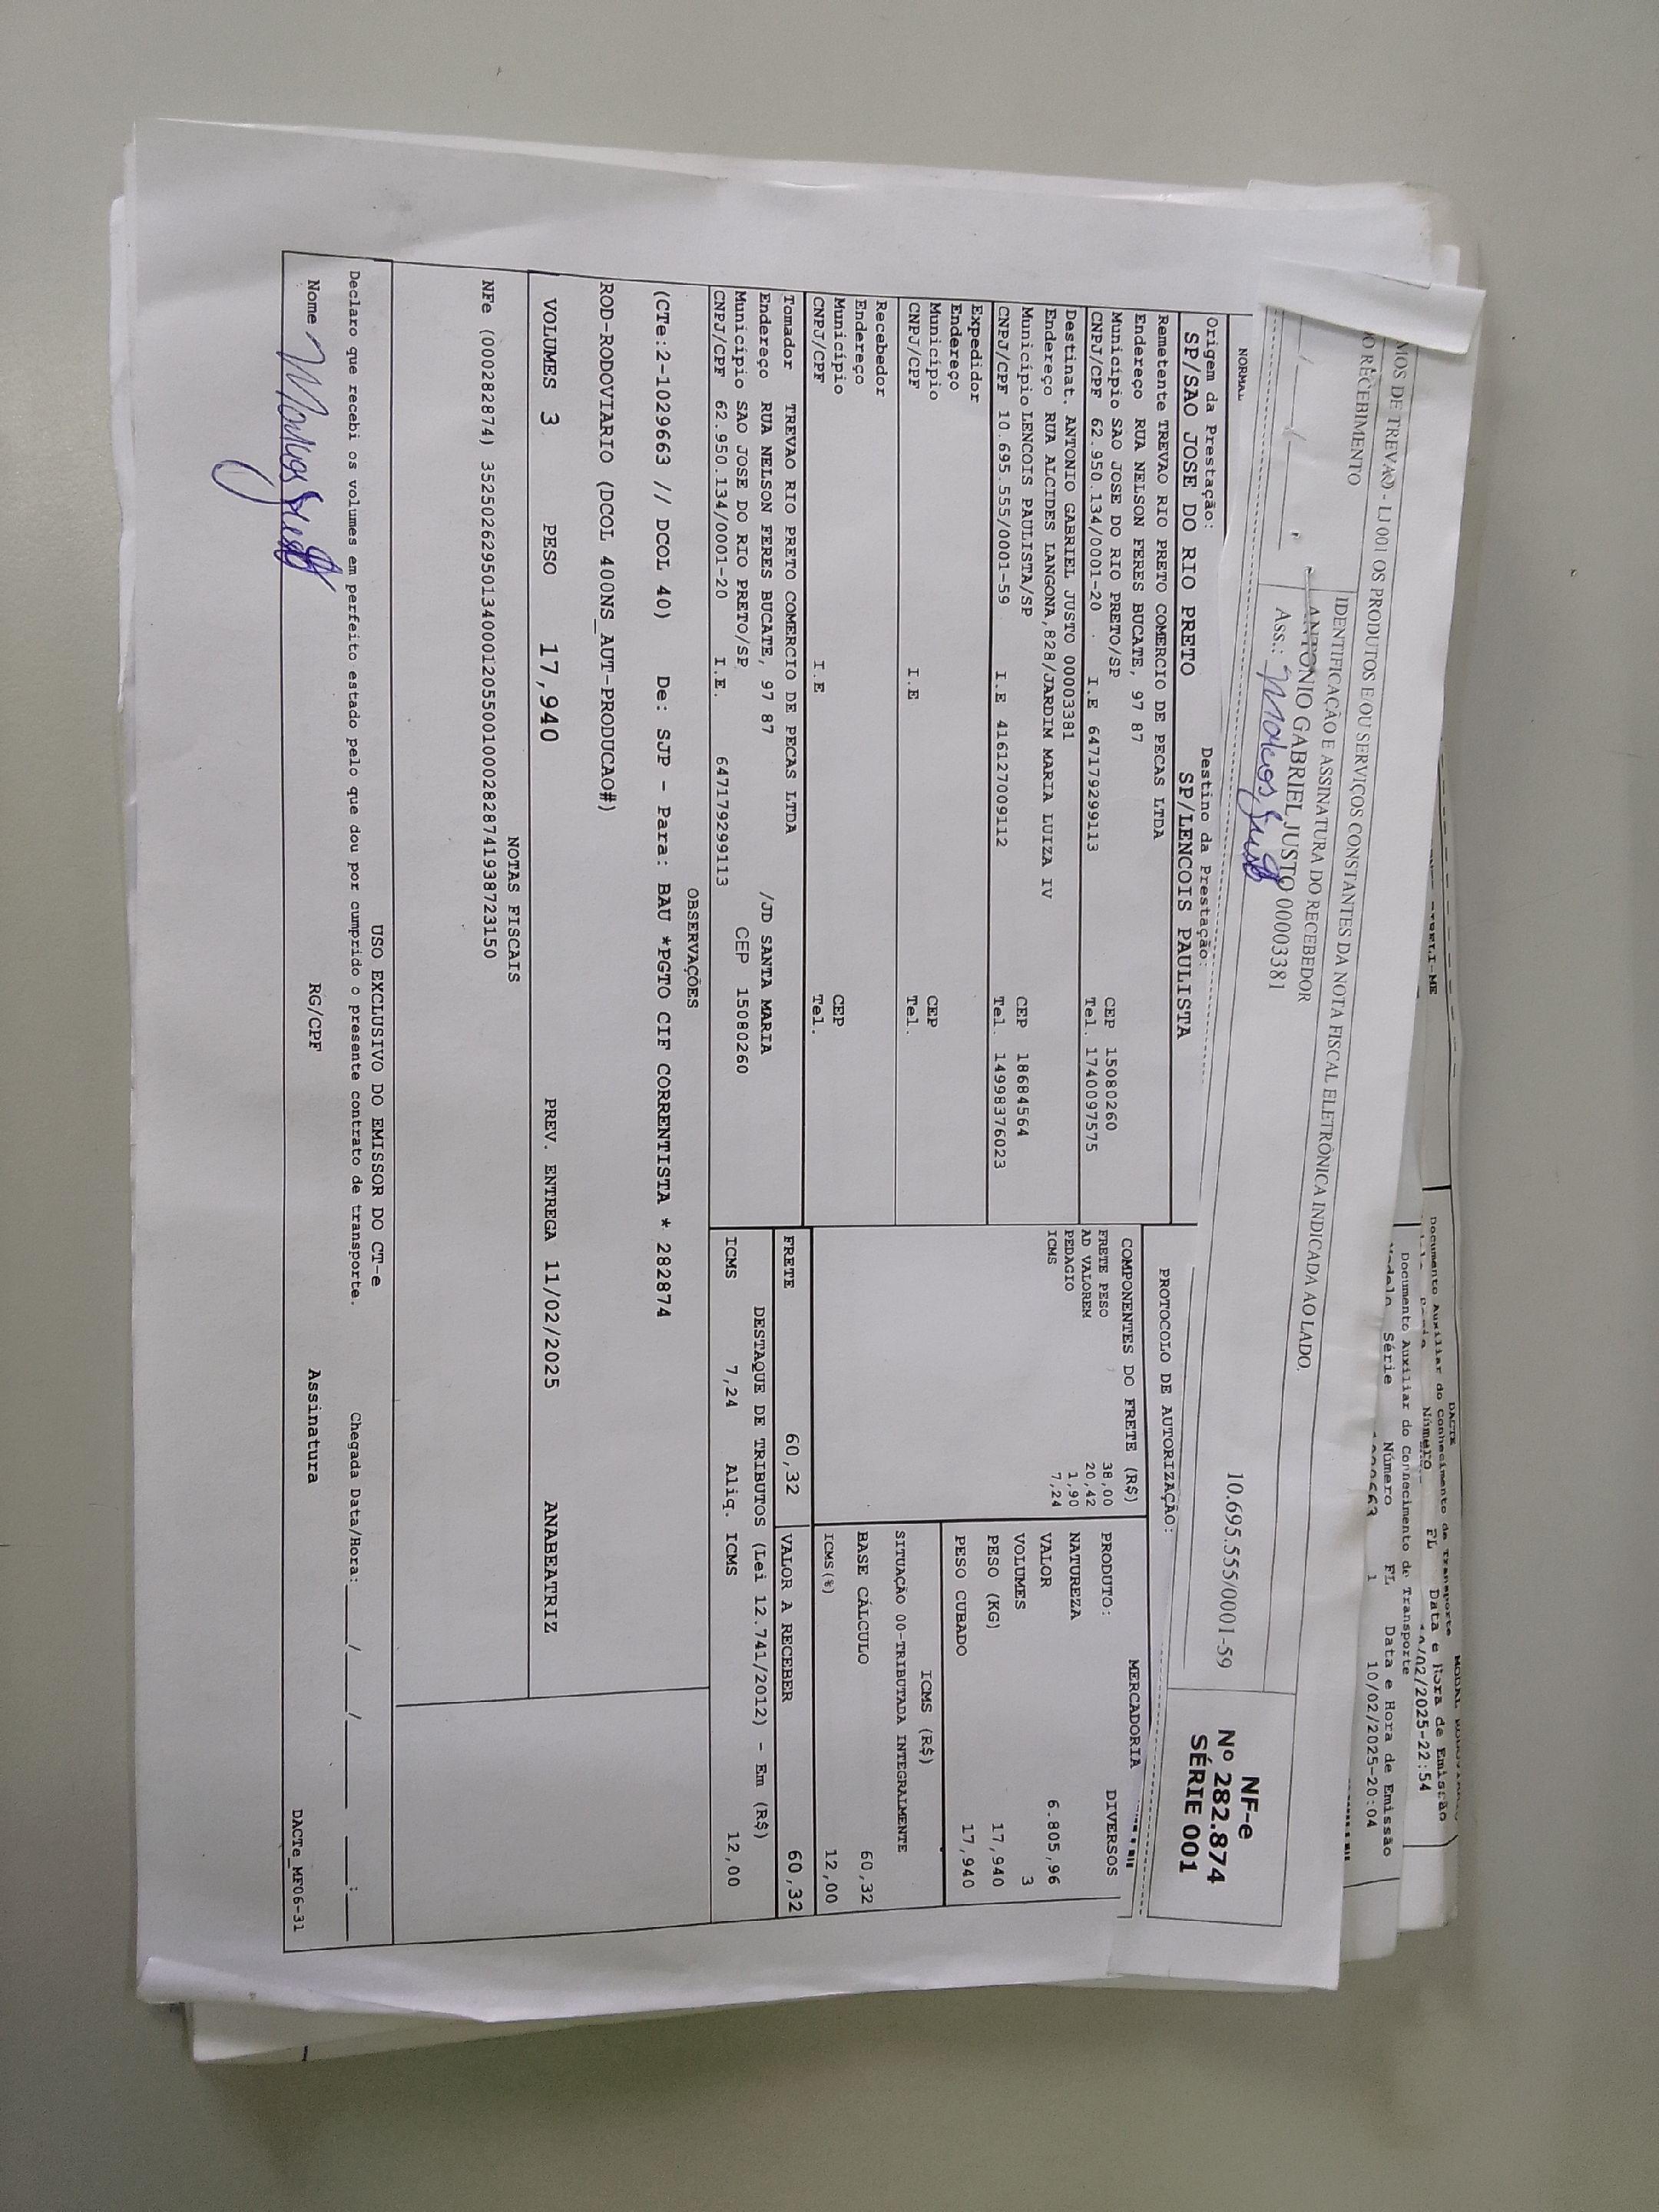 DACTE
Documento Auxiliar do Conhecimento de Transporte
Número FL Data e Hora de Emissão
10/02/2025-22:54
Documento Auxiliar do Conhecimento de Transporte
Modelo Série Número FL Data e Hora de Emissão
1 10/02/2025-20:04
MOS DE TREVAO - LJ 001 OS PRODUTOS E/OU SERVIÇOS CONSTANTES DA NOTA FISCAL ELETRÔNICA INDICADA AO LADO.
O RECEBIMENTO
IDENTIFICAÇÃO E ASSINATURA DO RECEBEDOR
ANTONIO GABRIEL JUSTO 00003381
10.695.555/0001-59
Ass.:
NF-e
Nº 282.874
SÉRIE 001
NORMAL
Origem da Prestação: Destino da Prestação:
SP/SAO JOSE DO RIO PRETO SP/LENCOIS PAULISTA
PROTOCOLO DE AUTORIZAÇÃO:
Remetente TREVAO RIO PRETO COMERCIO DE PECAS LTDA
Endereço RUA NELSON FERES BUCATE, 97 87
Município SAO JOSE DO RIO PRETO/SP CEP 15080260
CNPJ/CPF 62.950.134/0001-20 I.E 647179299113 Tel. 1740097575
Destinat. ANTONIO GABRIEL JUSTO 00003381
Endereço RUA ALCIDES LANGONA,828/JARDIM MARIA LUIZA IV
Município LENCOIS PAULISTA/SP CEP 18684564
CNPJ/CPF 10.695.555/0001-59 I.E 416127009112 Tel. 14998376023
Expedidor
Endereço
Município CEP
CNPJ/CPF I.E Tel.
Recebedor
Endereço
Município CEP
CNPJ/CPF I.E Tel.
Tomador TREVAO RIO PRETO COMERCIO DE PECAS LTDA
Endereço RUA NELSON FERES BUCATE, 97 87 /JD SANTA MARIA
Município SAO JOSE DO RIO PRETO/SP CEP 15080260
CNPJ/CPF 62.950.134/0001-20 I.E. 647179299113
COMPONENTES DO FRETE (R$)
FRETE PESO 38,00
AD VALOREM 20,42
PEDAGIO 1,90
ICMS 7,24
MERCADORIA
PRODUTO: DIVERSOS
NATUREZA
VALOR 6.805,96
VOLUMES 3
PESO (KG) 17,940
PESO CUBADO 17,940
ICMS (R$)
SITUAÇÃO 00-TRIBUTADA INTEGRALMENTE
BASE CÁLCULO 60,32
ICMS(%) 12,00
FRETE 60,32 VALOR A RECEBER 60,32
DESTAQUE DE TRIBUTOS (Lei 12.741/2012) - Em (R$)
ICMS 7,24 Aliq. ICMS 12,00
OBSERVAÇÕES
(CTe:2-1029663 // DCOL 40) De: SJP - Para: BAU *PGTO CIF CORRENTISTA * 282874
ROD-RODOVIARIO (DCOL 400NS_AUT-PRODUCAO#)
VOLUMES 3 PESO 17,940 PREV. ENTREGA 11/02/2025 ANABEATRIZ
NOTAS FISCAIS
NFe (000282874) 35250262950134000120550010002828741938723150
USO EXCLUSIVO DO EMISSOR DO CT-e
Declaro que recebi os volumes em perfeito estado pelo que dou por cumprido o presente contrato de transporte. Chegada Data/Hora:____/____/______ ___:___
Nome RG/CPF Assinatura
DACTe_MF06-31